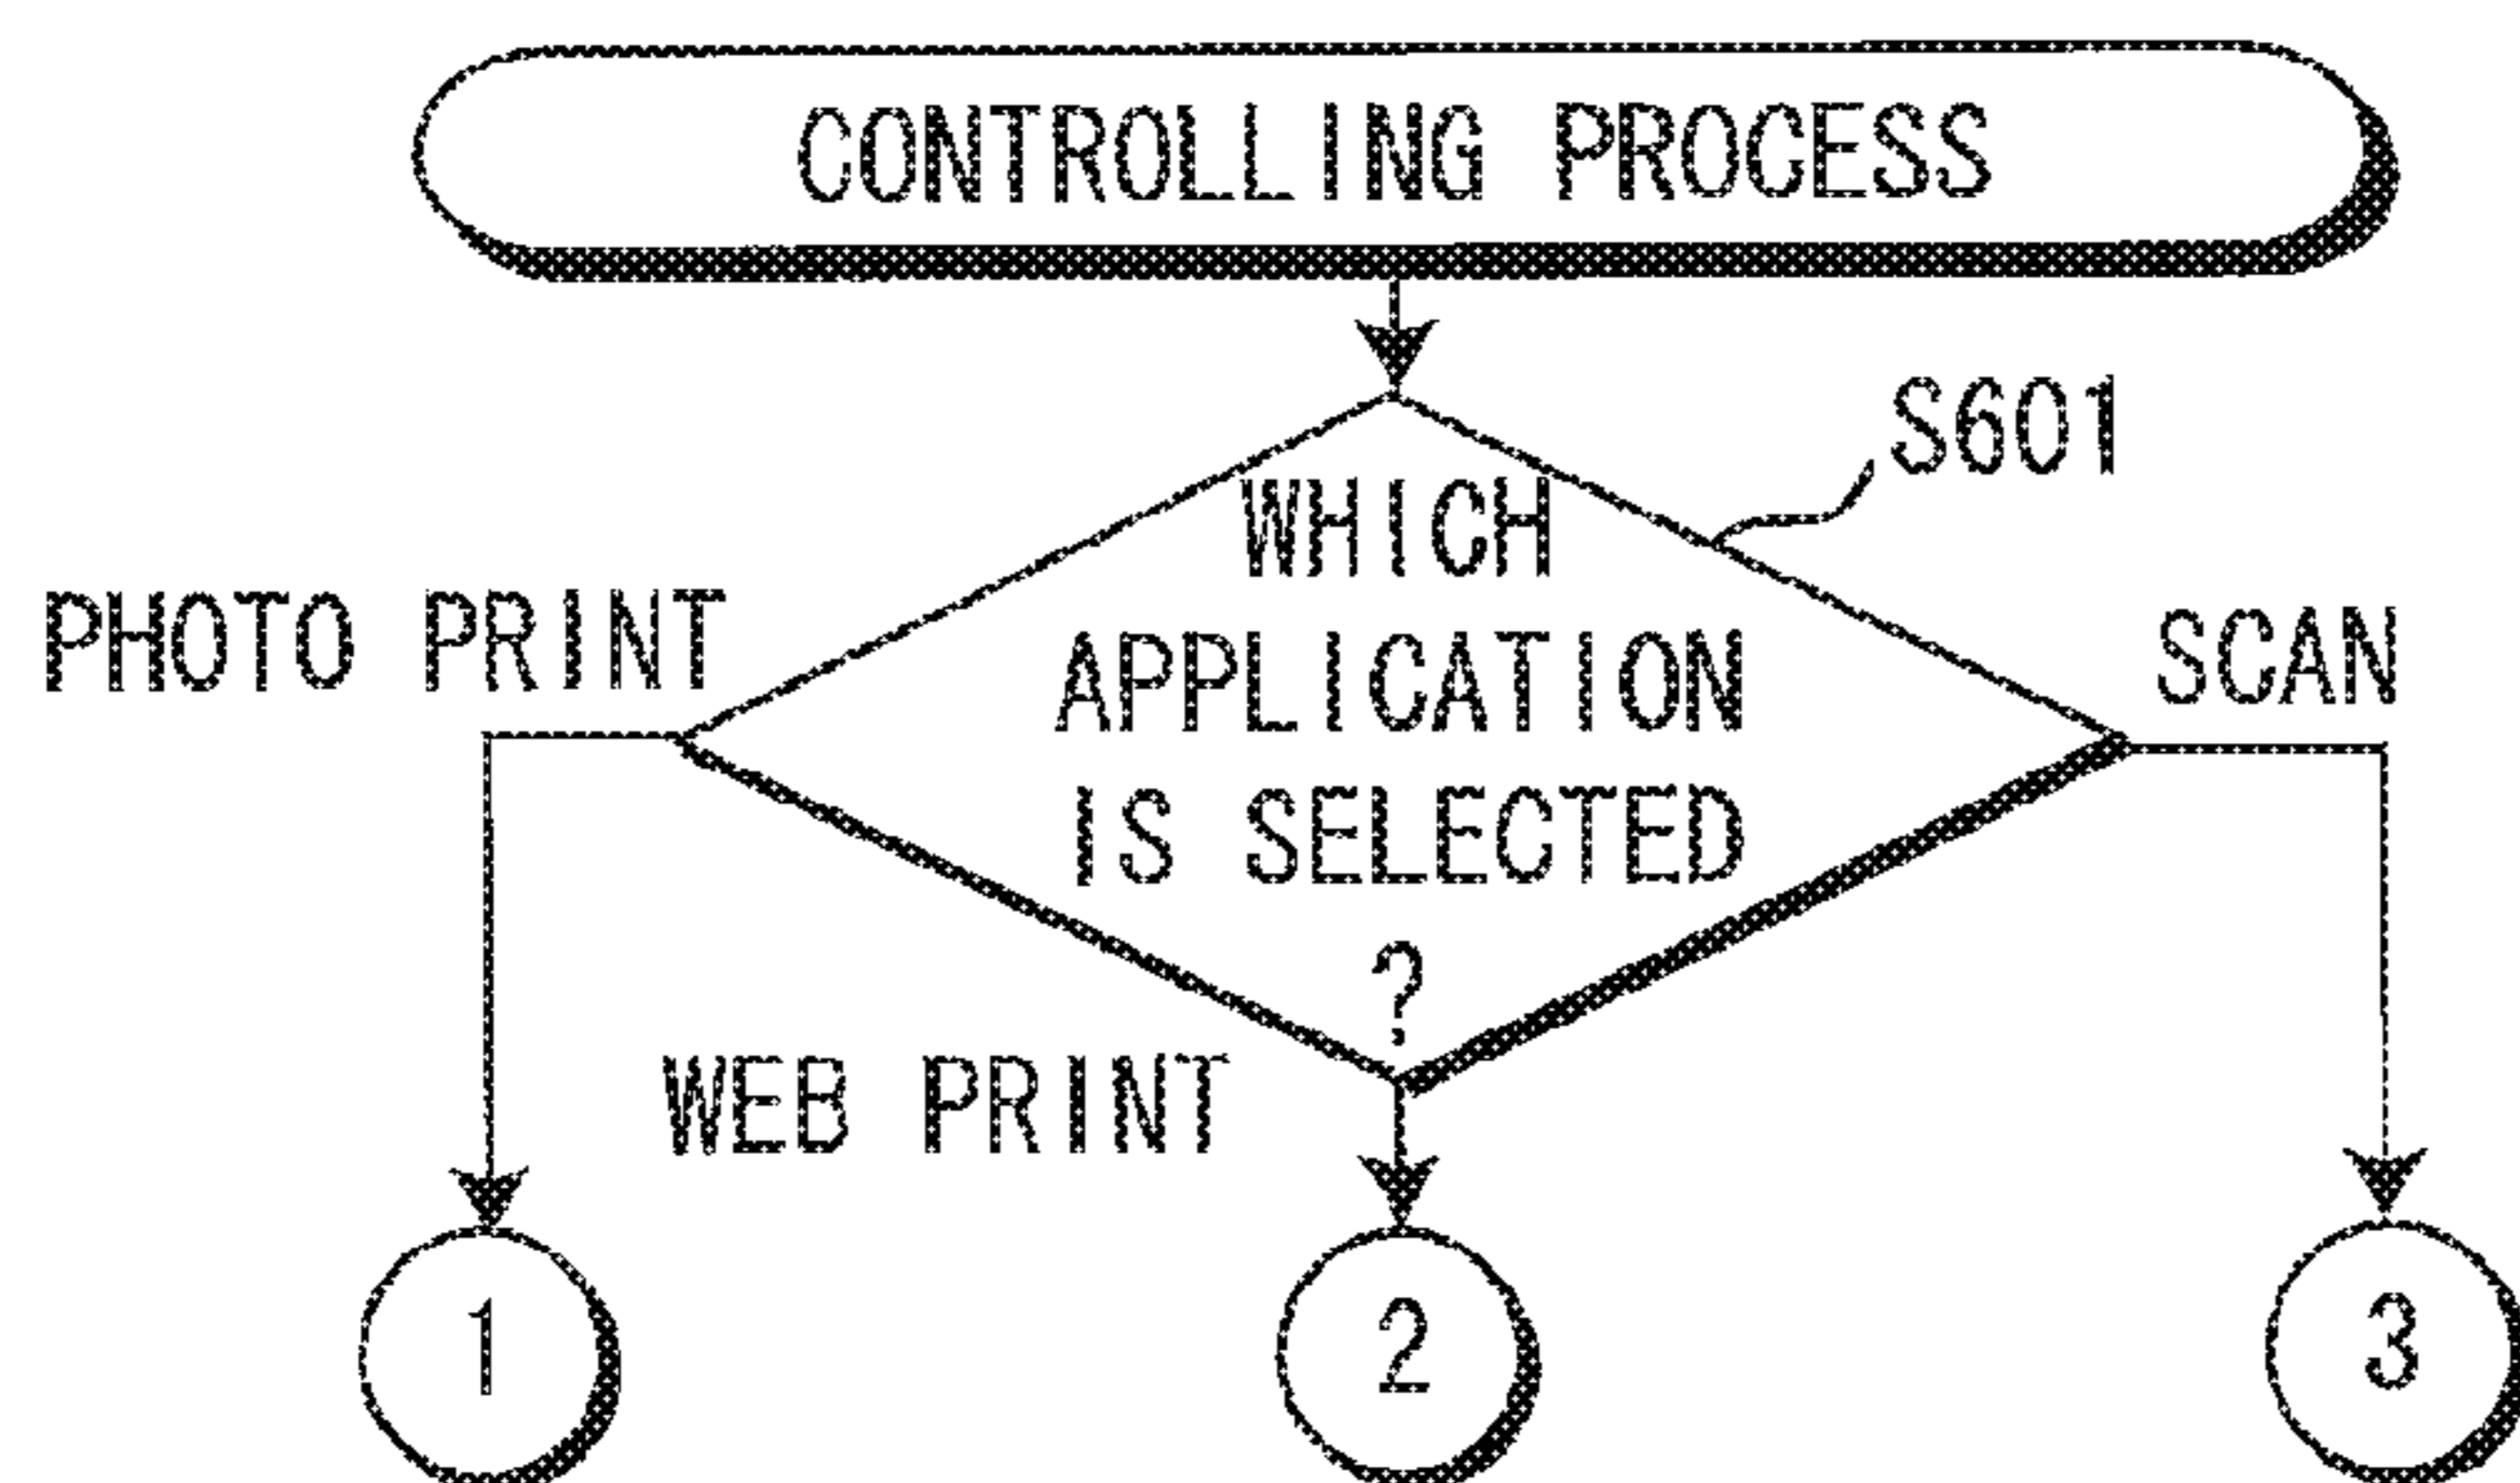 CONTROLLING PROCESS
S601
WHICH
APPLICATION
IS SELECTED
?
PHOTO PRINT
SCAN
WEB PRINT
1
2
3